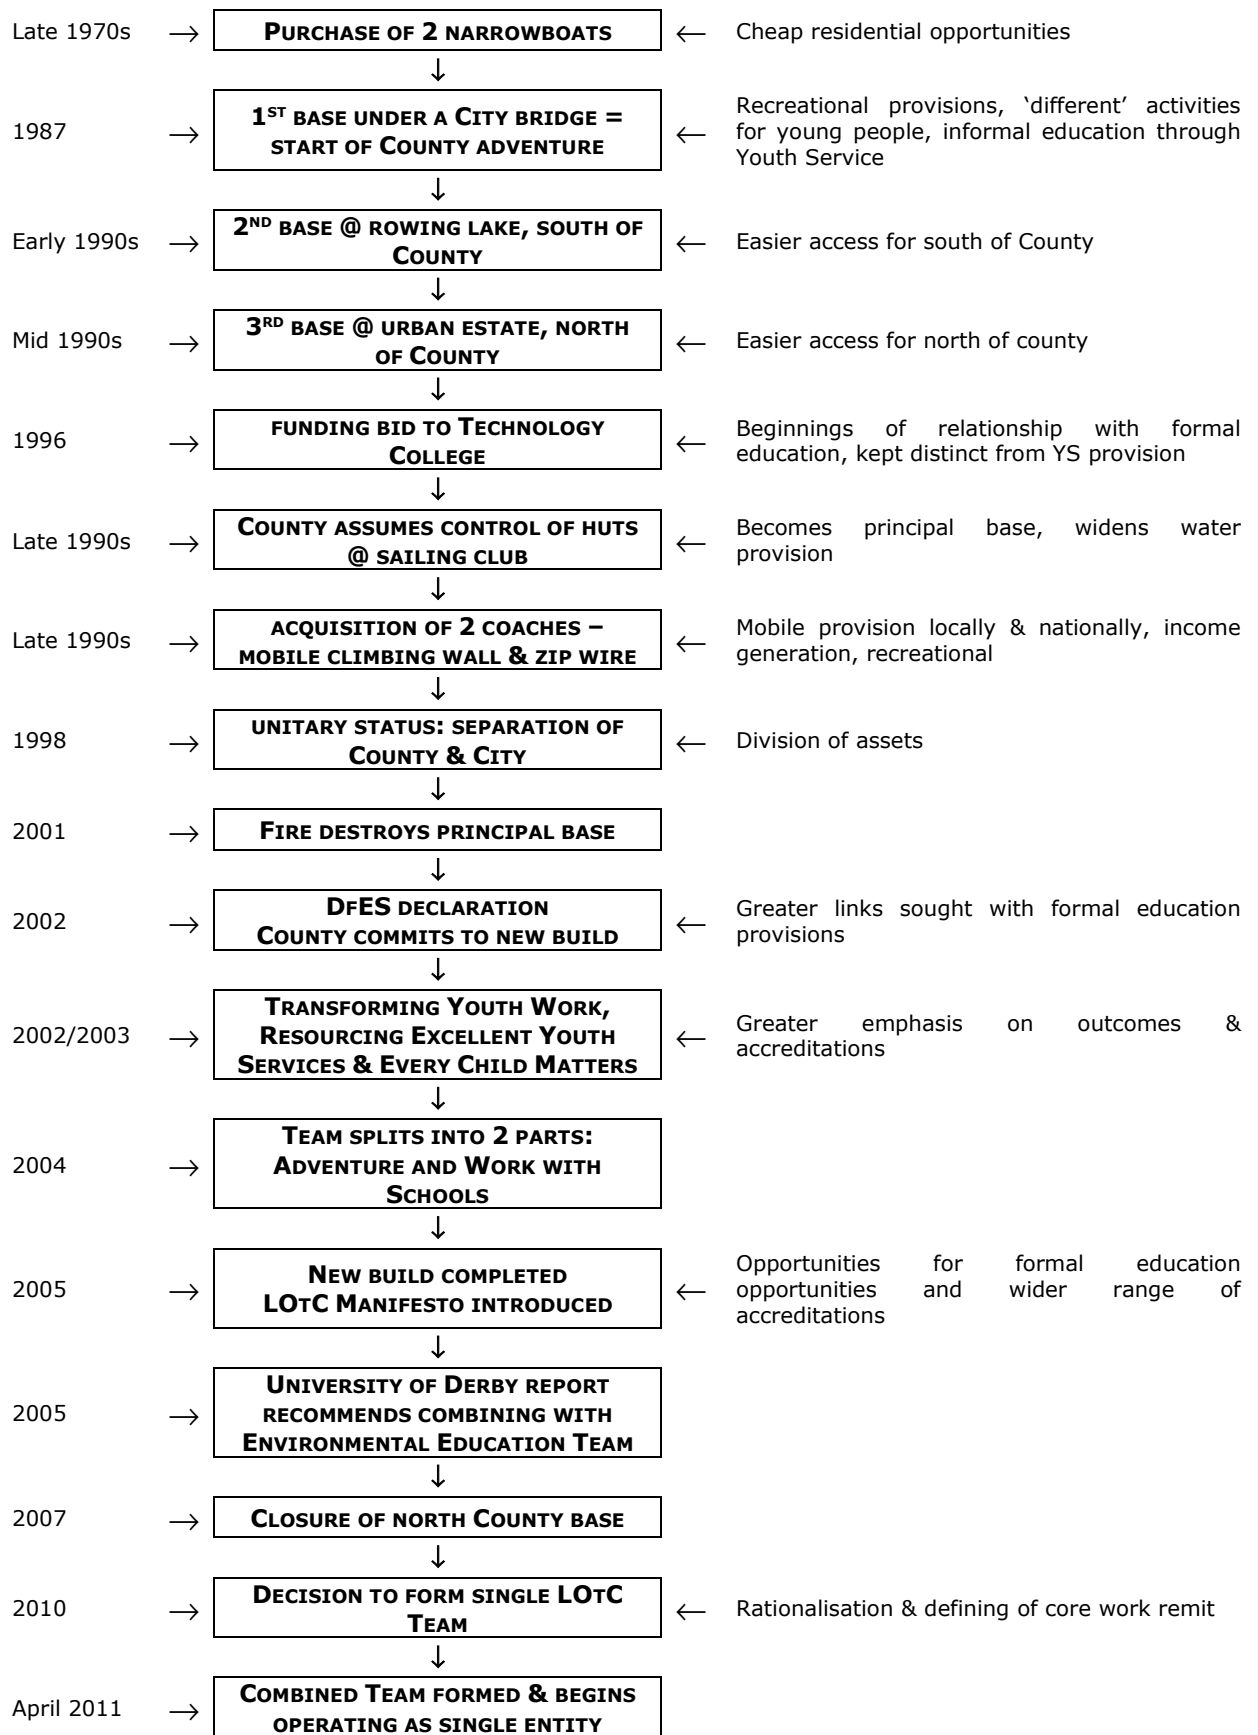 Late 1970s → PURCHASE OF 2 NARROWBOATS ← Cheap residential opportunities
↓
1987 → 1ST BASE UNDER A CITY BRIDGE =
START OF COUNTY ADVENTURE ← Recreational provisions, ‘different’ activities
for young people, informal education through
Youth Service
↓
Early 1990s → 2ND BASE @ ROWING LAKE, SOUTH OF
COUNTY ← Easier access for south of County
↓
Mid 1990s → 3RD BASE @ URBAN ESTATE, NORTH
OF COUNTY ← Easier access for north of county
↓
1996 → FUNDING BID TO TECHNOLOGY
COLLEGE ← Beginnings of relationship with formal
education, kept distinct from YS provision
↓
Late 1990s → COUNTY ASSUMES CONTROL OF HUTS
@ SAILING CLUB ← Becomes principal base, widens water
provision
↓
Late 1990s → ACQUISITION OF 2 COACHES –
MOBILE CLIMBING WALL & ZIP WIRE ← Mobile provision locally & nationally, income
generation, recreational
↓
1998 → UNITARY STATUS: SEPARATION OF
COUNTY & CITY ← Division of assets
↓
2001 → FIRE DESTROYS PRINCIPAL BASE
↓
2002 → DFES DECLARATION
COUNTY COMMITS TO NEW BUILD ← Greater links sought with formal education
provisions
↓
2002/2003 → TRANSFORMING YOUTH WORK,
RESOURCING EXCELLENT YOUTH
SERVICES & EVERY CHILD MATTERS ← Greater emphasis on outcomes &
accreditations
↓
2004 → TEAM SPLITS INTO 2 PARTS:
ADVENTURE AND WORK WITH
SCHOOLS
↓
2005 → NEW BUILD COMPLETED
LOTC MANIFESTO INTRODUCED ← Opportunities for formal education
opportunities and wider range of
accreditations
↓
2005 → UNIVERSITY OF DERBY REPORT
RECOMMENDS COMBINING WITH
ENVIRONMENTAL EDUCATION TEAM
↓
2007 → CLOSURE OF NORTH COUNTY BASE
↓
2010 → DECISION TO FORM SINGLE LOTC
TEAM ← Rationalisation & defining of core work remit
↓
April 2011 → COMBINED TEAM FORMED & BEGINS
OPERATING AS SINGLE ENTITY